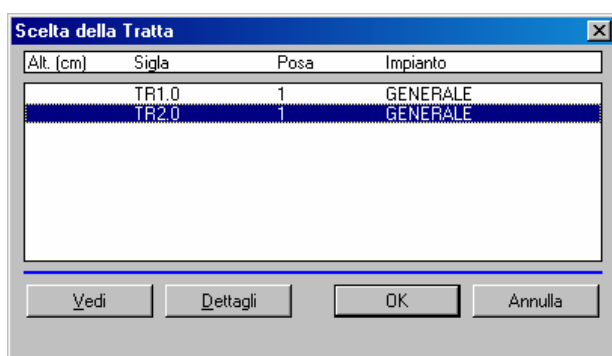 Scelta della Tratta
Alt. (cm) Sigla Posa Impianto
TR1.0 1 GENERALE
TR2.0 1 GENERALE
Vedi Dettagli OK Annulla